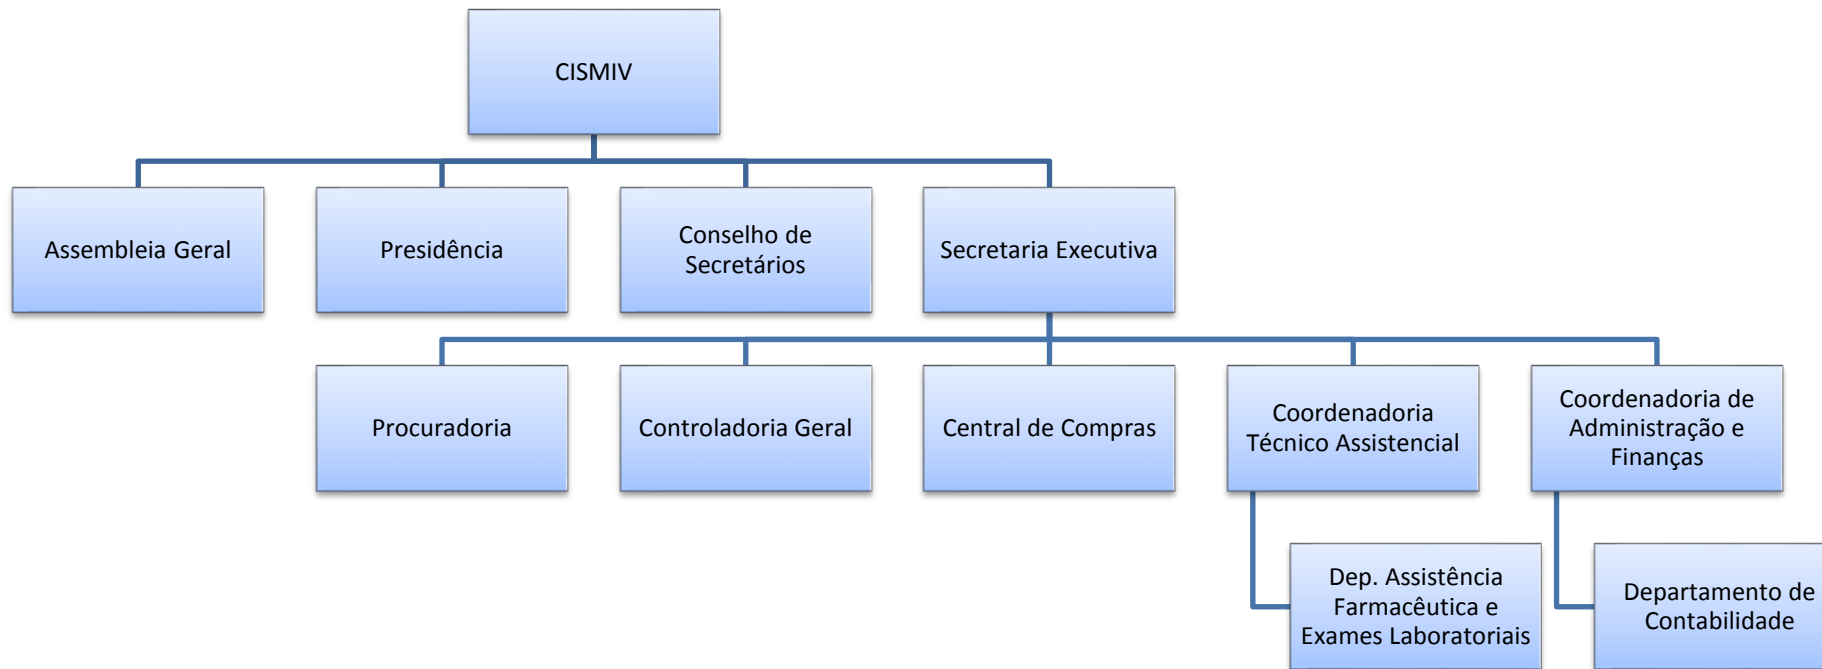 CISMIV
Assembleia Geral
Presidência
Conselho de
Secretários
Secretaria Executiva
Procuradoria
Controladoria Geral
Central de Compras
Coordenadoria
Técnico Assistencial
Coordenadoria de
Administração e
Finanças
Dep. Assistência
Farmacêutica e
Exames Laboratoriais
Departamento de
Contabilidade